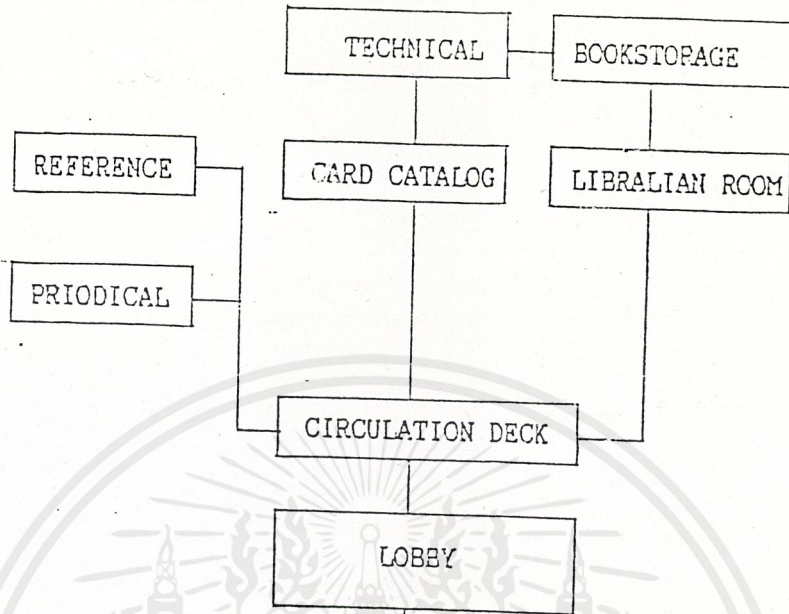 TECHNICAL
BOOKSTORAGE
REFERENCE
CARD CATALOG
LIBRALIAN ROOM
PRIODICAL
CIRCULATION DECK
LOBBY